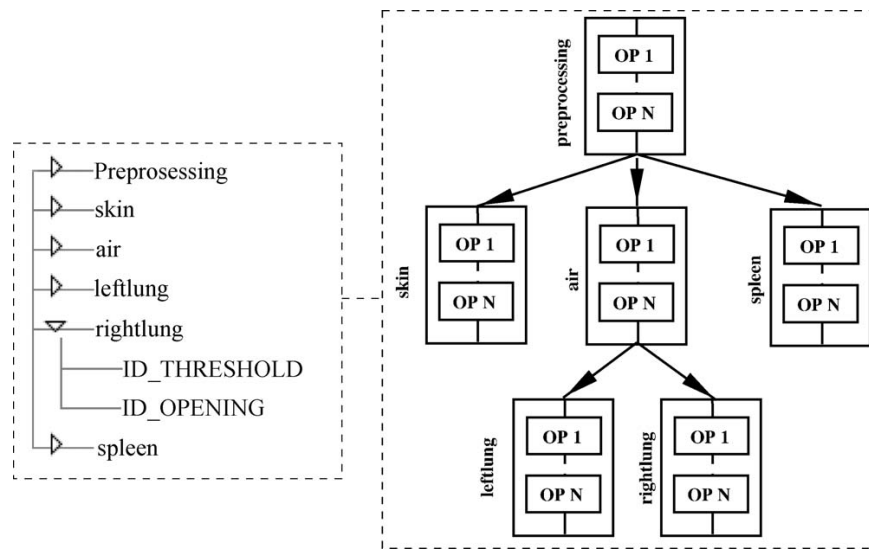 Preprosessing
skin
air
leftlung
rightlung
ID_THRESHOLD
ID_OPENING
spleen
preprocessing
OP 1
OP N
skin
OP 1
OP N
air
OP 1
OP N
spleen
OP 1
OP N
leftlung
OP 1
OP N
rightlung
OP 1
OP N